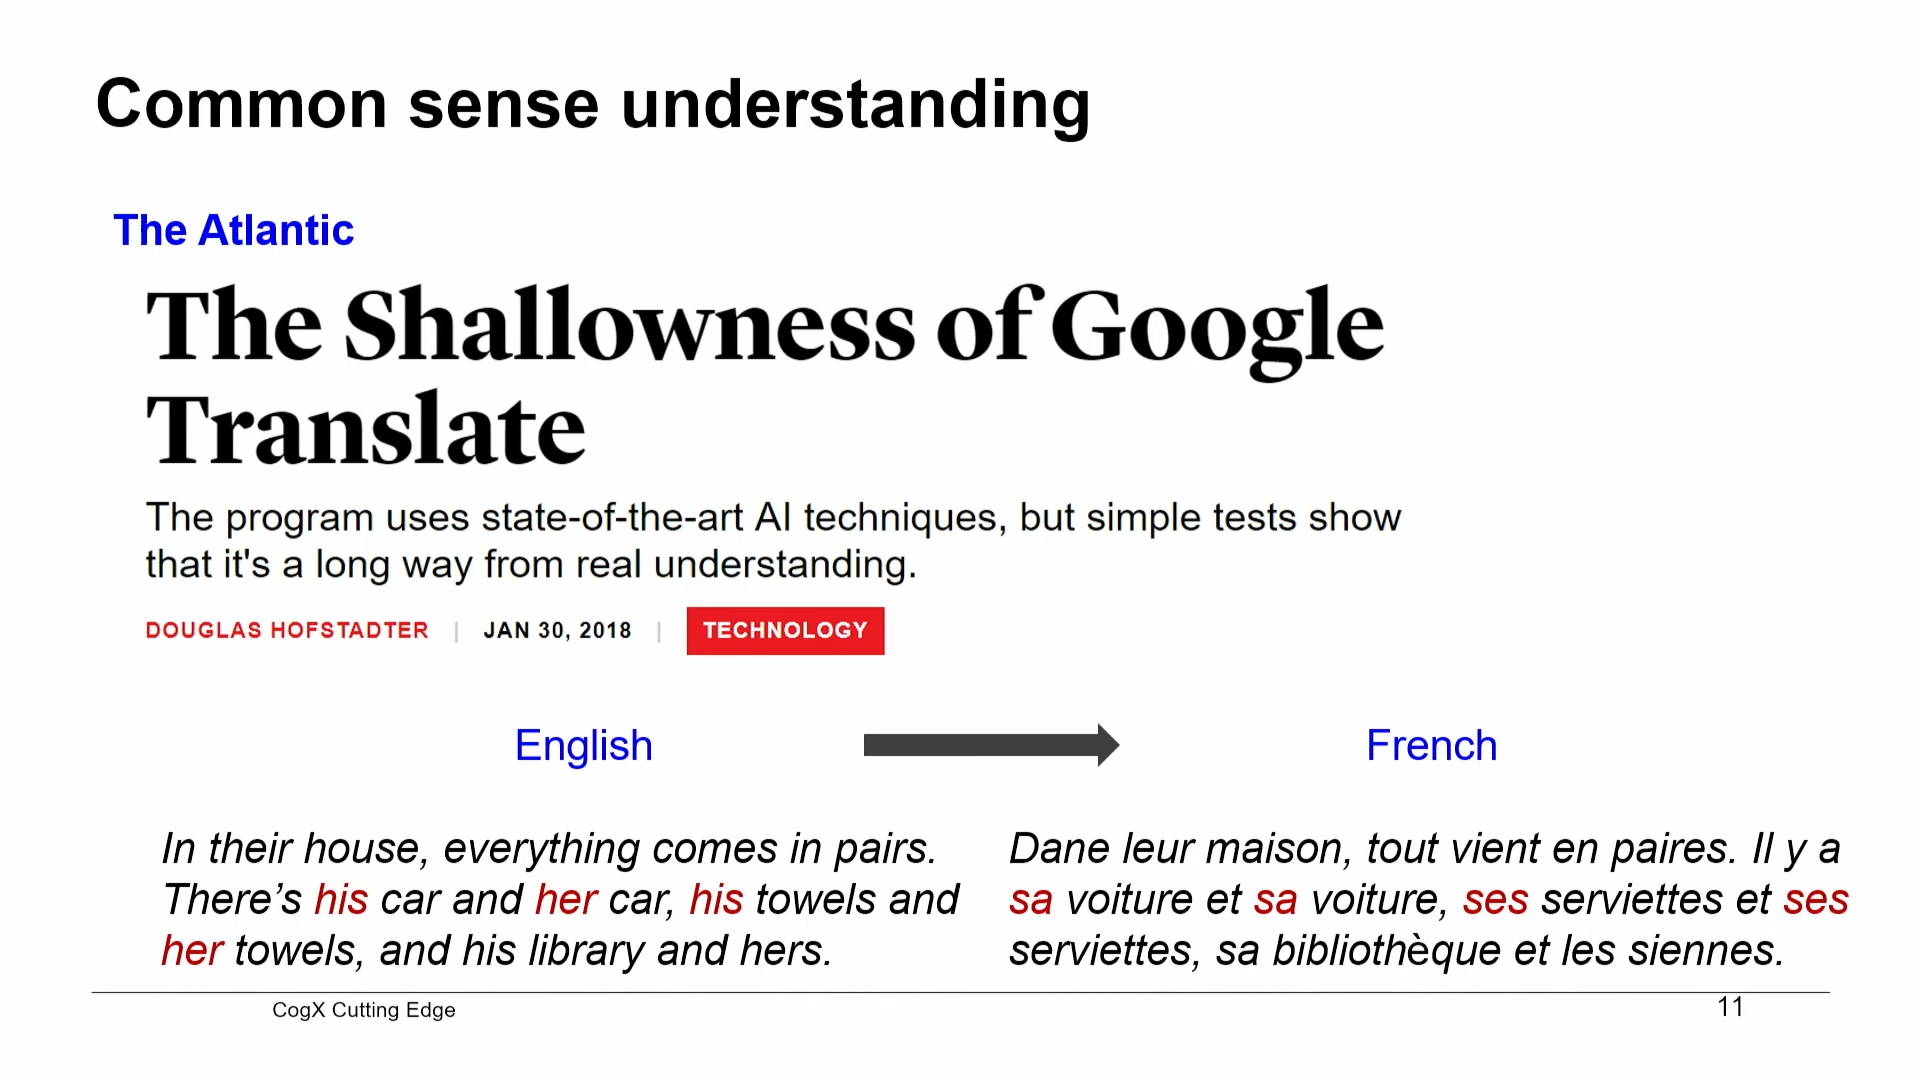 Common sense understanding
The Atlantic
The Shallowness of Google
Translate
The program uses state-of-the-art AI techniques, but simple tests show
that it's a long way from real understanding.
DOUGLAS HOFSTADTER | JAN 30, 2018 | TECHNOLOGY
English
French
In their house, everything comes in pairs.
There’s his car and her car, his towels and
her towels, and his library and hers.
Dane leur maison, tout vient en paires. Il y a
sa voiture et sa voiture, ses serviettes et ses
serviettes, sa bibliothèque et les siennes.
CogX Cutting Edge
11